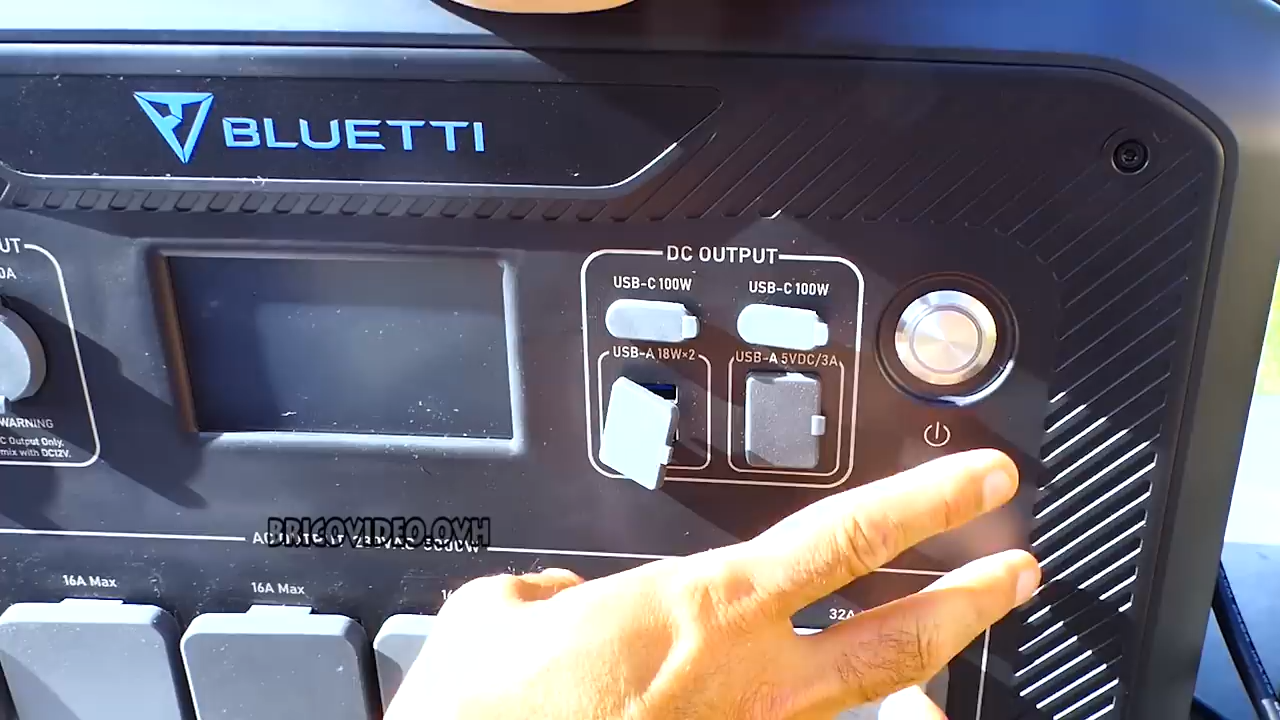 BLUETTI
DC OUTPUT
USB-C 100W
USB-C 100W
USB-A 18W×2
USB-A 5VDC/3A
UT
0A
WARNING
C Output Only.
mix with DC12V.
BRICOVIDEO.OVH
16A Max
16A Max
32A